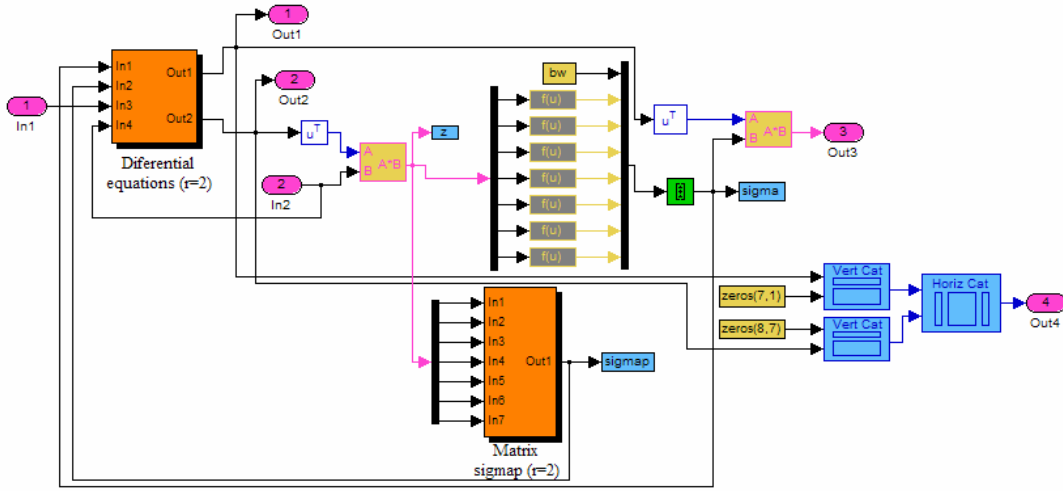 1
Out1
In1
In2
In3
In4
Out1
Out2
Diferential
equations (r=2)
1
In1
2
Out2
u^T
2
In2
A
B
A*B
z
bw
f(u)
f(u)
f(u)
f(u)
f(u)
f(u)
f(u)
u^T
A
B
A*B
3
Out3
sigma
In1
In2
In3
In4
In5
In6
In7
Out1
Matrix
sigmap (r=2)
sigmap
zeros(7,1)
zeros(8,7)
Vert Cat
Vert Cat
Horiz Cat
4
Out4